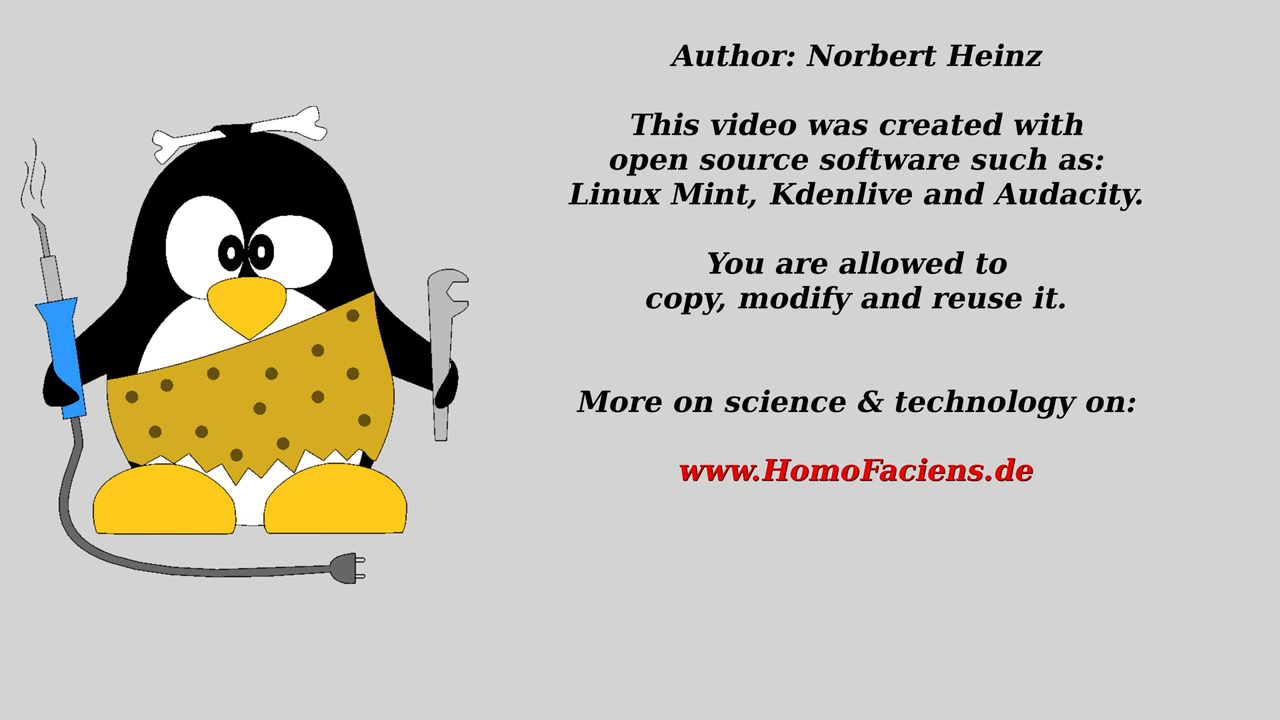 Author: Norbert Heinz
This video was created with
open source software such as:
Linux Mint, Kdenlive and Audacity.
You are allowed to
copy, modify and reuse it.
More on science & technology on:
www.HomoFaciens.de